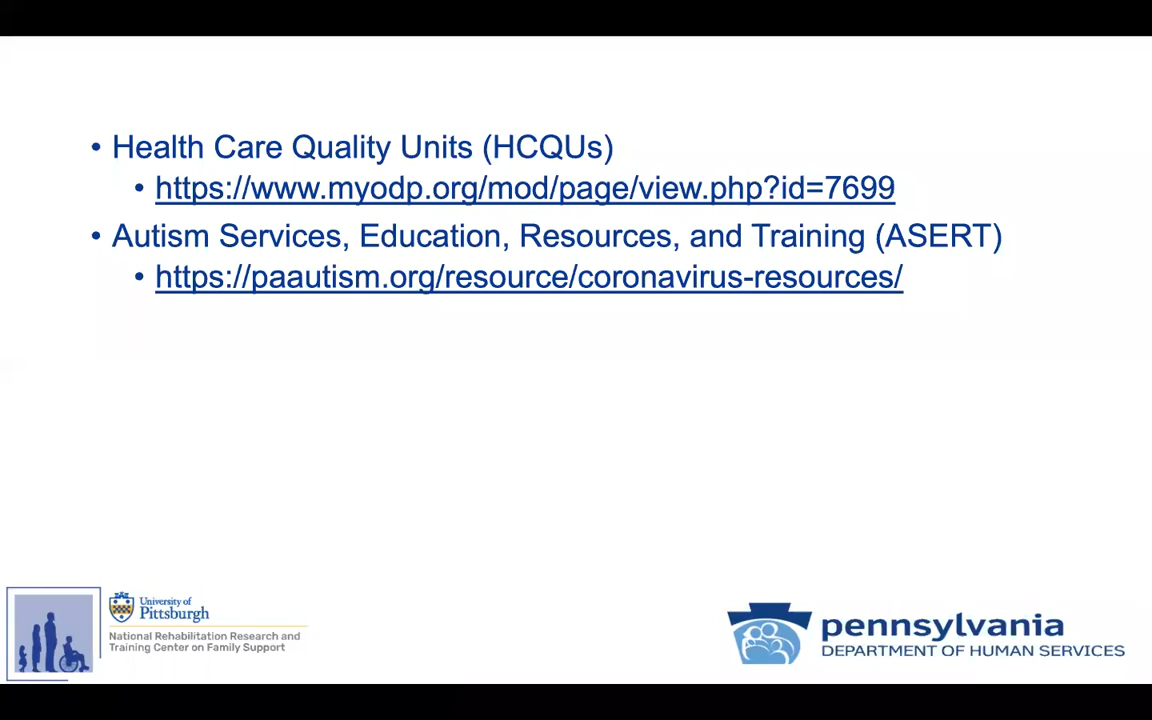 • Health Care Quality Units (HCQUs)
• https://www.myodp.org/mod/page/view.php?id=7699
• Autism Services, Education, Resources, and Training (ASERT)
• https://paautism.org/resource/coronavirus-resources/
University of
Pittsburgh
National Rehabilitation Research and
Training Center on Family Support
pennsylvania
DEPARTMENT OF HUMAN SERVICES